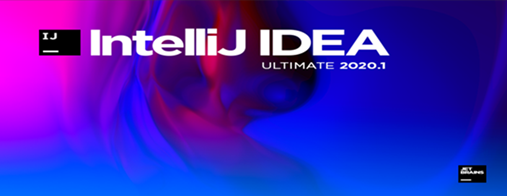 IJ
IntelliJ IDEA
ULTIMATE 2020.1
JET
BRAINS